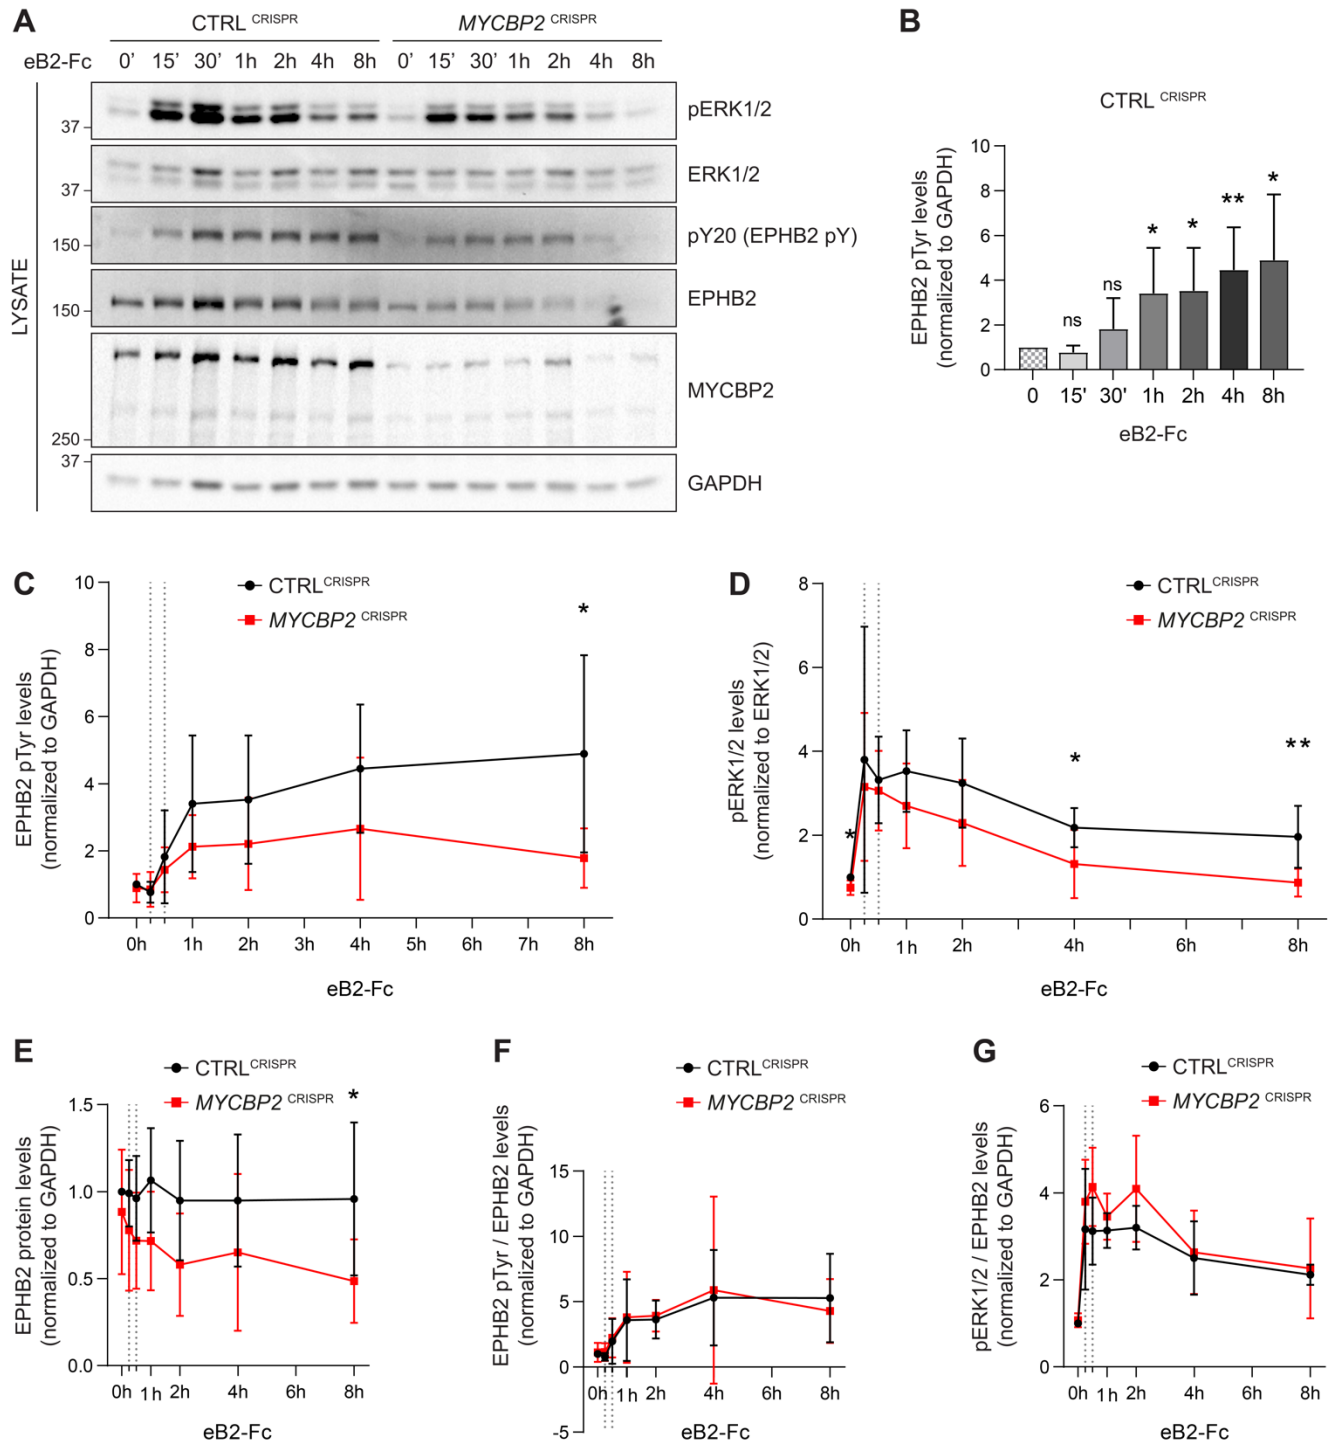 A
CTRL CRISPR
MYCBP2 CRISPR
eB2-Fc 0' 15' 30' 1h 2h 4h 8h 0' 15' 30' 1h 2h 4h 8h
LYSATE
37
pERK1/2
37
ERK1/2
150
pY20 (EPHB2 pY)
150
EPHB2
250
MYCBP2
37
GAPDH
B
CTRL CRISPR
EPHB2 pTyr levels
(normalized to GAPDH)
10
8
6
4
2
0
ns ns * * ** *
0 15' 30' 1h 2h 4h 8h
eB2-Fc
C
CTRL CRISPR
MYCBP2 CRISPR
EPHB2 pTyr levels
(normalized to GAPDH)
10
8
6
4
2
0
*
0h 1h 2h 3h 4h 5h 6h 7h 8h
eB2-Fc
D
CTRL CRISPR
MYCBP2 CRISPR
pERK1/2 levels
(normalized to ERK1/2)
8
6
4
2
0
* * **
0h 1h 2h 4h 6h 8h
eB2-Fc
E
CTRL CRISPR
MYCBP2 CRISPR
EPHB2 protein levels
(normalized to GAPDH)
1.5
1.0
0.5
0.0
*
0h 1h 2h 4h 6h 8h
eB2-Fc
F
CTRL CRISPR
MYCBP2 CRISPR
EPHB2 pTyr / EPHB2 levels
(normalized to GAPDH)
15
10
5
0
-5
0h 1h 2h 4h 6h 8h
eB2-Fc
G
CTRL CRISPR
MYCBP2 CRISPR
pERK1/2 / EPHB2 levels
(normalized to GAPDH)
6
4
2
0
0h 1h 2h 4h 6h 8h
eB2-Fc